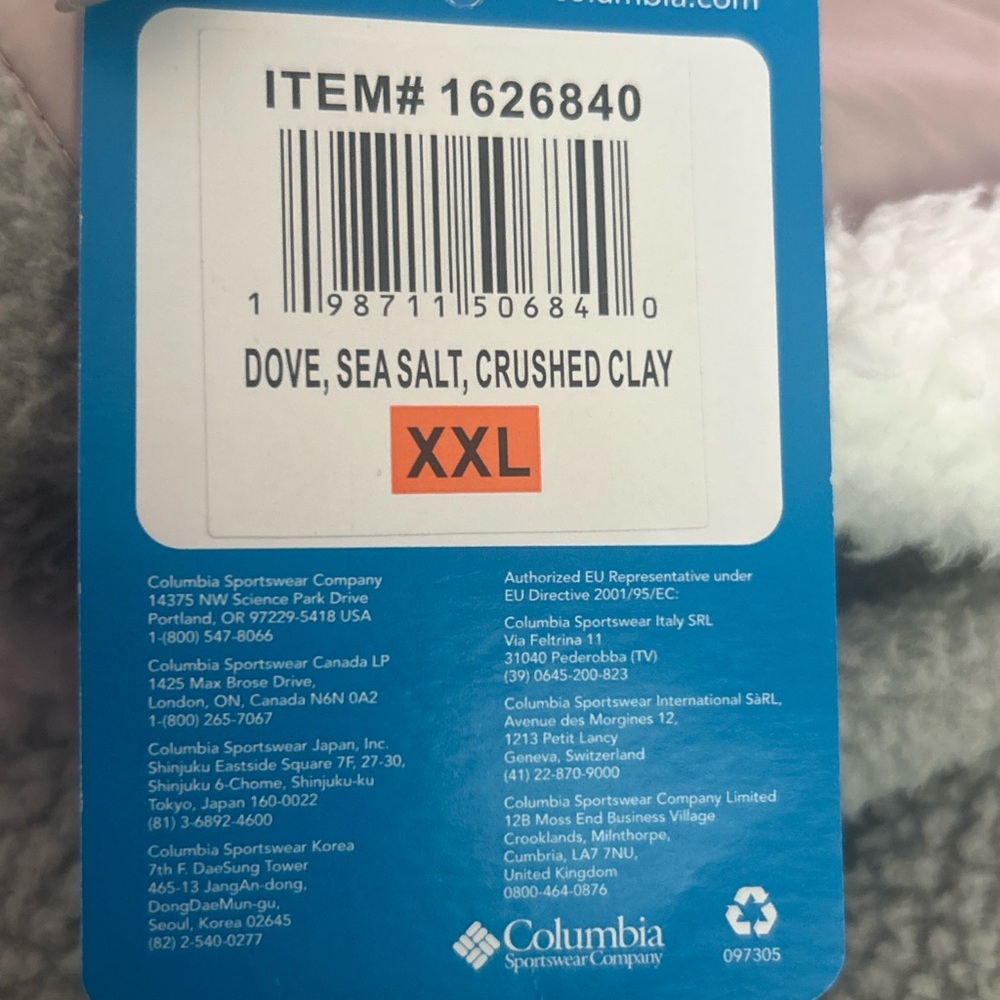 columbia.com
ITEM# 1626840
1 98711 50684 0
DOVE, SEA SALT, CRUSHED CLAY
XXL
Columbia Sportswear Company
14375 NW Science Park Drive
Portland, OR 97229-5418 USA
1-(800) 547-8066
Columbia Sportswear Canada LP
1425 Max Brose Drive,
London, ON, Canada N6N 0A2
1-(800) 265-7067
Columbia Sportswear Japan, Inc.
Shinjuku Eastside Square 7F, 27-30,
Shinjuku 6-Chome, Shinjuku-ku
Tokyo, Japan 160-0022
(81) 3-6892-4600
Columbia Sportswear Korea
7th F. DaeSung Tower
465-13 JangAn-dong,
DongDaeMun-gu,
Seoul, Korea 02645
(82) 2-540-0277
Authorized EU Representative under
EU Directive 2001/95/EC:
Columbia Sportswear Italy SRL
Via Feltrina 11
31040 Pederobba (TV)
(39) 0645-200-823
Columbia Sportswear International SàRL,
Avenue des Morgines 12,
1213 Petit Lancy
Geneva, Switzerland
(41) 22-870-9000
Columbia Sportswear Company Limited
12B Moss End Business Village
Crooklands, Milnthorpe,
Cumbria, LA7 7NU,
United Kingdom
0800-464-0876
Columbia
Sportswear Company
097305